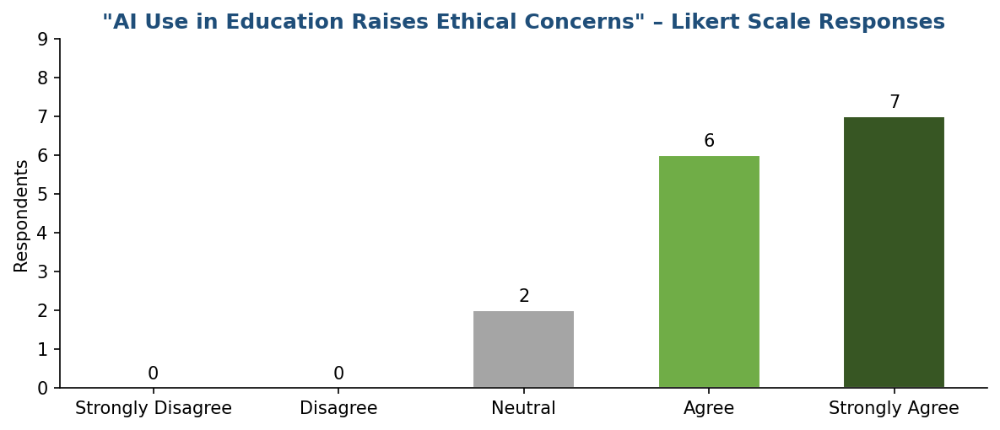 "AI Use in Education Raises Ethical Concerns" – Likert Scale Responses
9
8
7
6
5
4
3
2
1
0
Respondents
0
0
2
6
7
Strongly Disagree
Disagree
Neutral
Agree
Strongly Agree